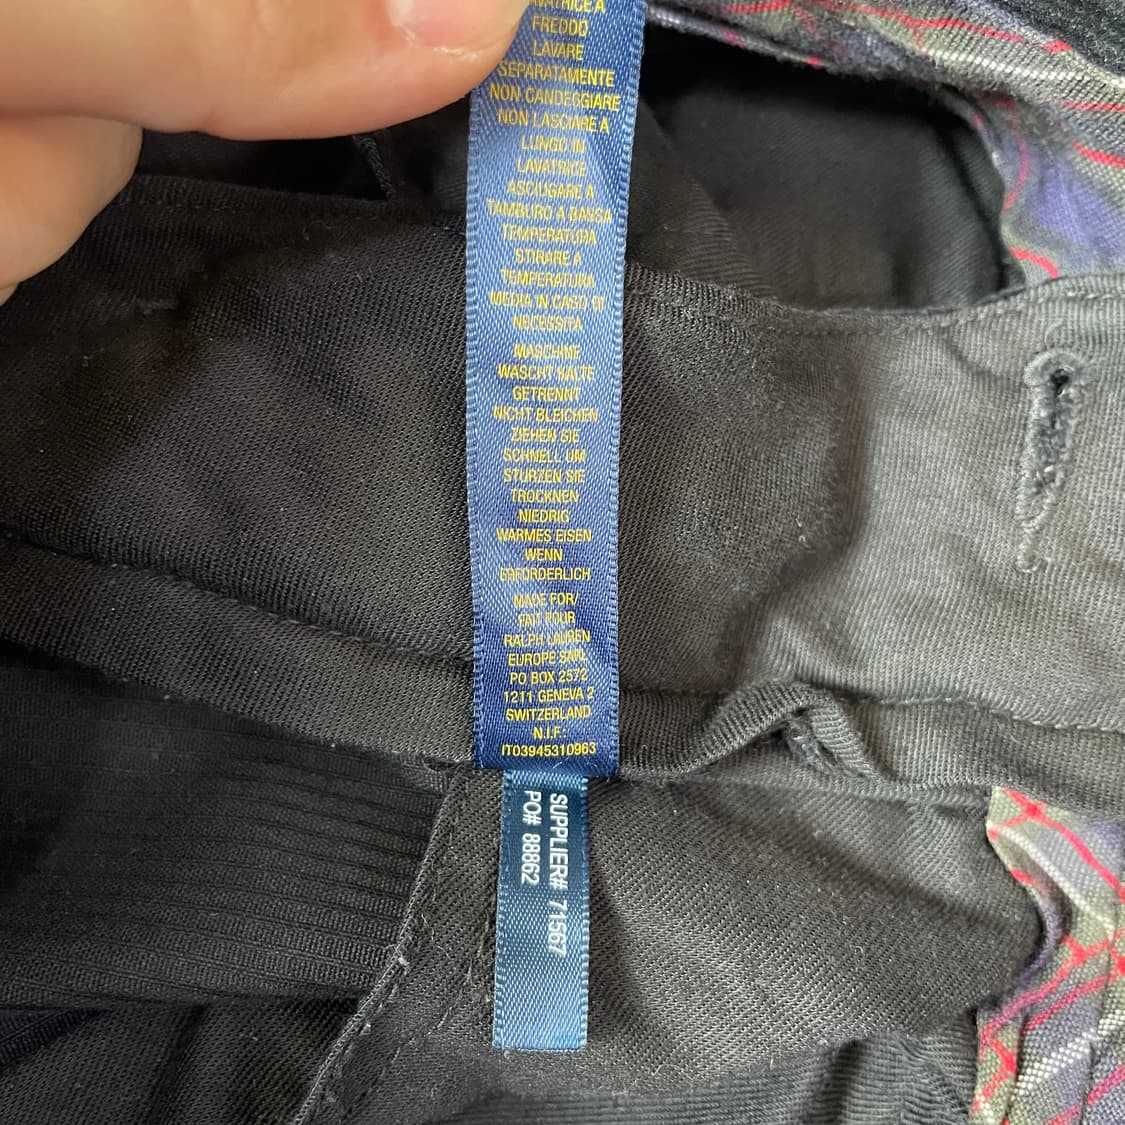 LAVATRICE A
FREDDO
LAVARE
SEPARATAMENTE
NON CANDEGGIARE
NON LASCIARE A
LUNGO IN
LAVATRICE
ASCIUGARE A
TAMBURO A BASSA
TEMPERATURA
STIRARE A
TEMPERATURA
MEDIA IN CASO DI
NECESSITA
MASCHINE
WASCHT KALTE
GETRENNT
NICHT BLEICHEN
ZIEHEN SIE
SCHNELL UM
STURZEN SIE
TROCKNEN
NIEDRIG
WARMES EISEN
WENN
ERFORDERLICH
MADE FOR/
FAIT POUR
RALPH LAUREN
EUROPE SARL
PO BOX 2572
1211 GENEVA 2
SWITZERLAND
N.I.F.:
IT03945310963
SUPPLIER# 71567
PO# 88862